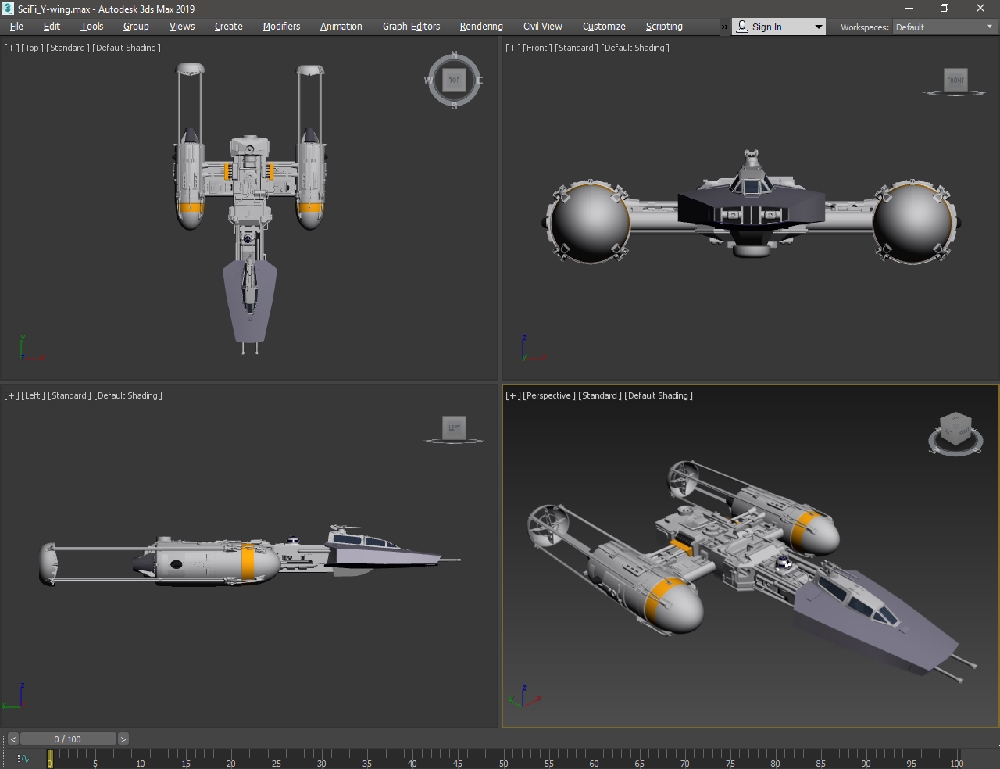 SciFi_Y-wing.max - Autodesk 3ds Max 2019
File Edit Tools Group Views Create Modifiers Animation Graph Editors Rendering Civil View Customize Scripting » Sign In Workspaces: Default
[+] [Top] [Standard] [Default Shading]
[+] [Front] [Standard] [Default Shading]
N
W TOP E
S
FRONT
y
z
[+] [Left] [Standard] [Default Shading]
[+] [Perspective] [Standard] [Default Shading]
LEFT
z
z
< 0 / 100 >
0 5 10 15 20 25 30 35 40 45 50 55 60 65 70 75 80 85 90 95 100